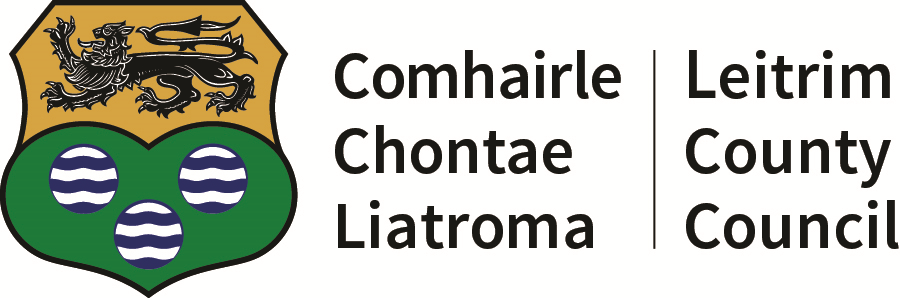 Comhairle
Chontae
Liatroma
Leitrim
County
Council